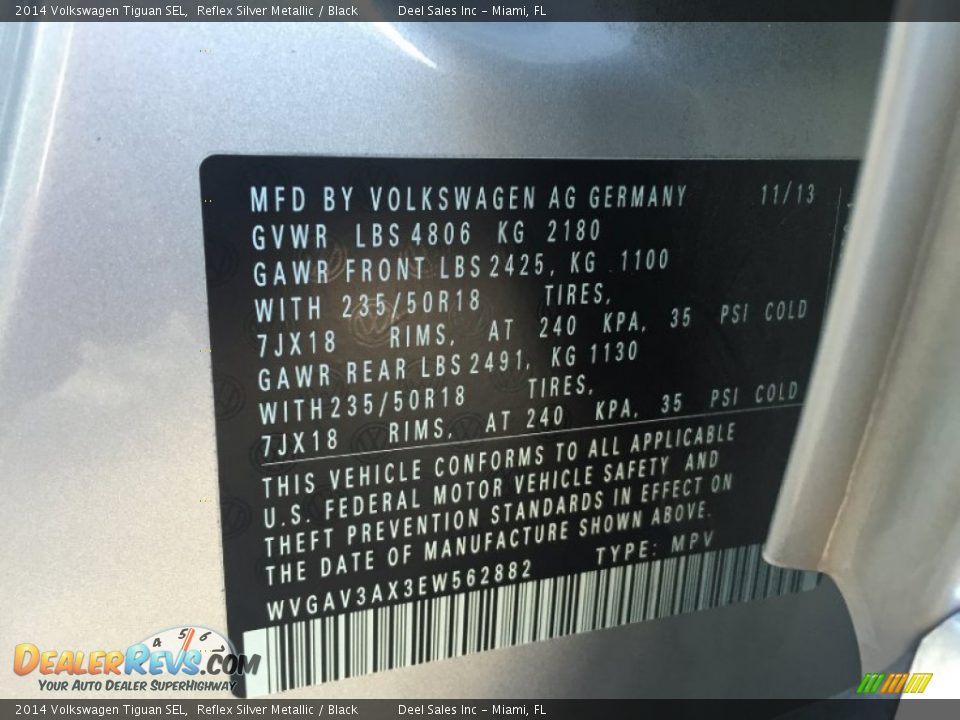 2014 Volkswagen Tiguan SEL, Reflex Silver Metallic / Black Deel Sales Inc - Miami, FL
MFD BY VOLKSWAGEN AG GERMANY 11/13
GVWR LBS 4806 KG 2180
GAWR FRONT LBS 2425, KG 1100
WITH 235/50R18 TIRES,
7JX18 RIMS, AT 240 KPA, 35 PSI COLD
GAWR REAR LBS 2491, KG 1130
WITH 235/50R18 TIRES,
7JX18 RIMS, AT 240 KPA, 35 PSI COLD
THIS VEHICLE CONFORMS TO ALL APPLICABLE
U.S. FEDERAL MOTOR VEHICLE SAFETY AND
THEFT PREVENTION STANDARDS IN EFFECT ON
THE DATE OF MANUFACTURE SHOWN ABOVE.
WVGAV3AX3EW562882 TYPE: MPV
4 5 6
DEALERREVS.COM
YOUR AUTO DEALER SUPERHIGHWAY
2014 Volkswagen Tiguan SEL, Reflex Silver Metallic / Black Deel Sales Inc - Miami, FL